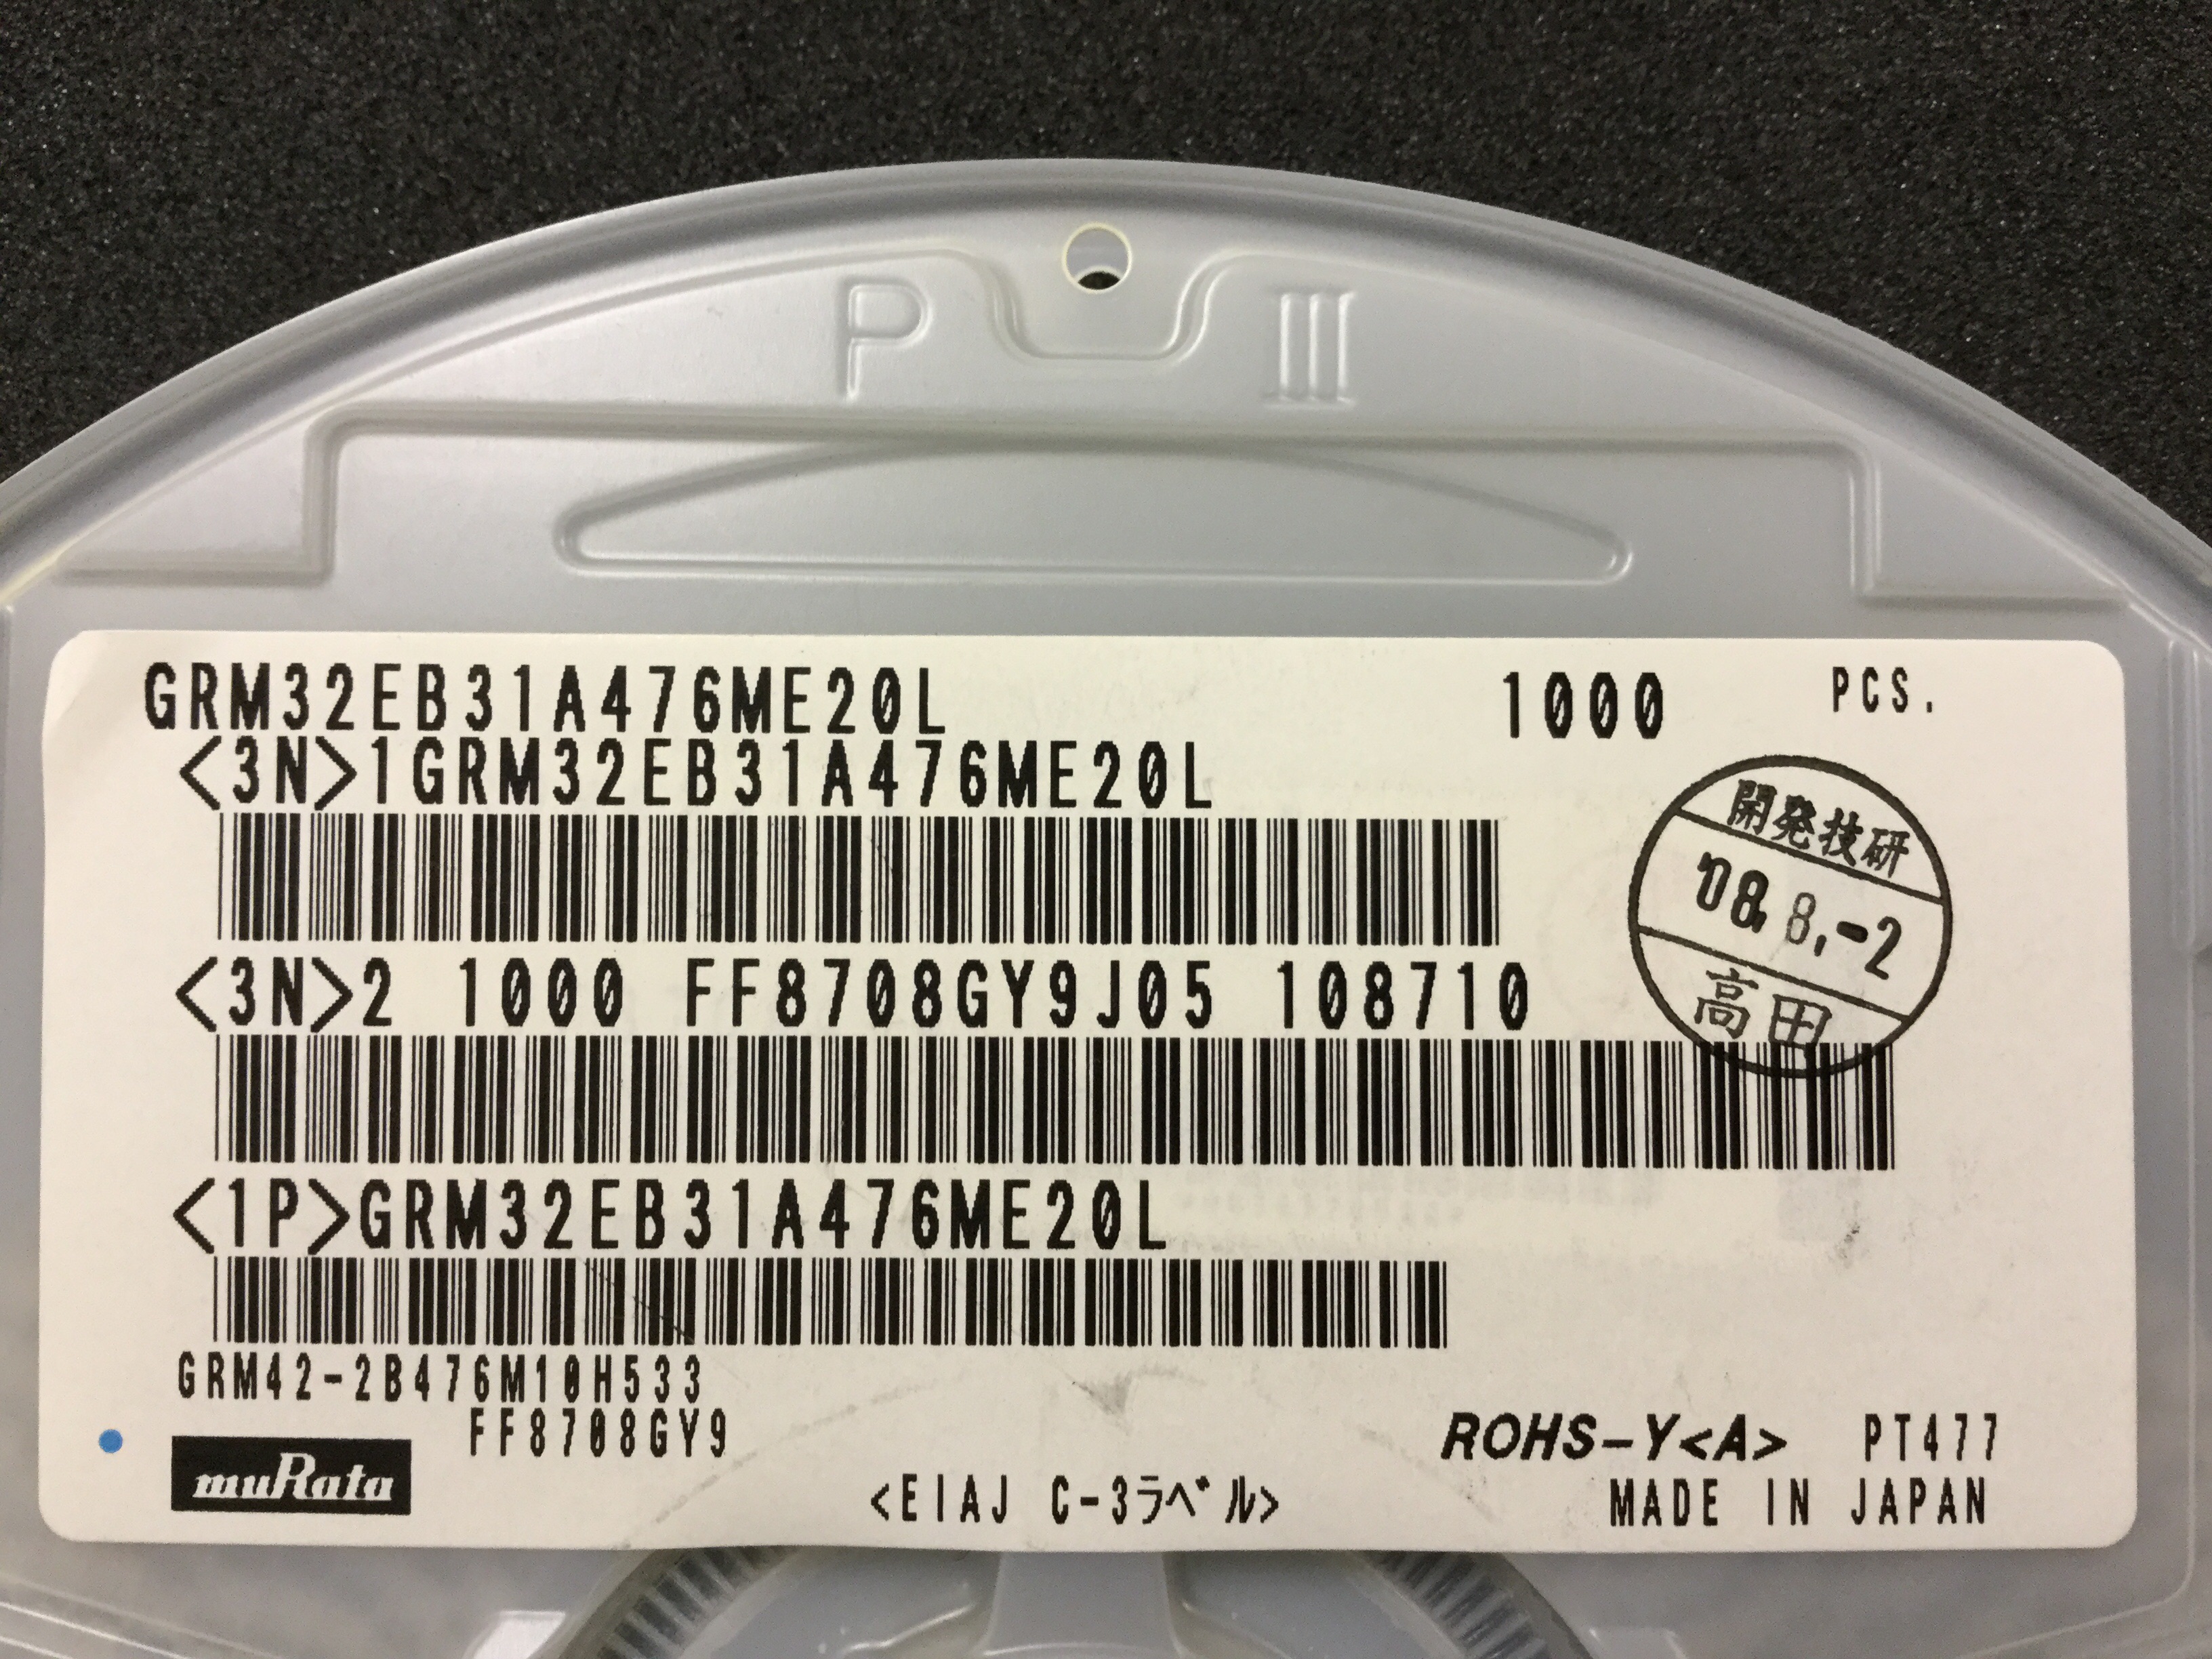 P III
GRM32EB31A476ME20L 1000 PCS.
<3N>1GRM32EB31A476ME20L
開発技研
'08.8.-2
高田
<3N>2 1000 FF8708GY9J05 108710
<1P>GRM32EB31A476ME20L
GRM42-2B476M10H533
FF8708GY9
muRata
ROHS-Y<A> PT477
<EIAJ C-3ラベル>
MADE IN JAPAN